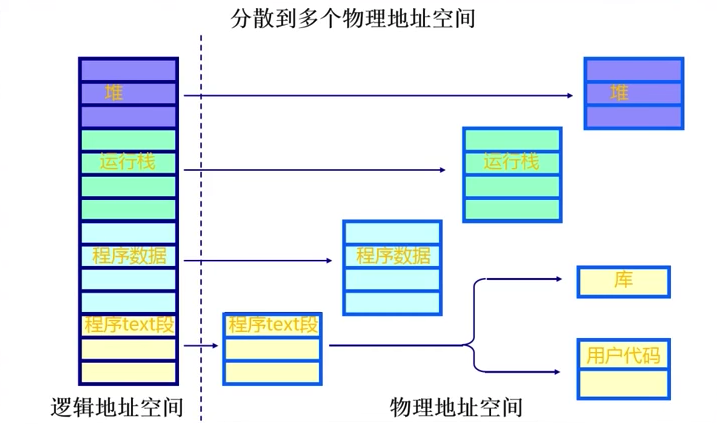 分散到多个物理地址空间
堆
堆
运行栈
运行栈
程序数据
程序数据
库
程序text段
程序text段
用户代码
逻辑地址空间
物理地址空间